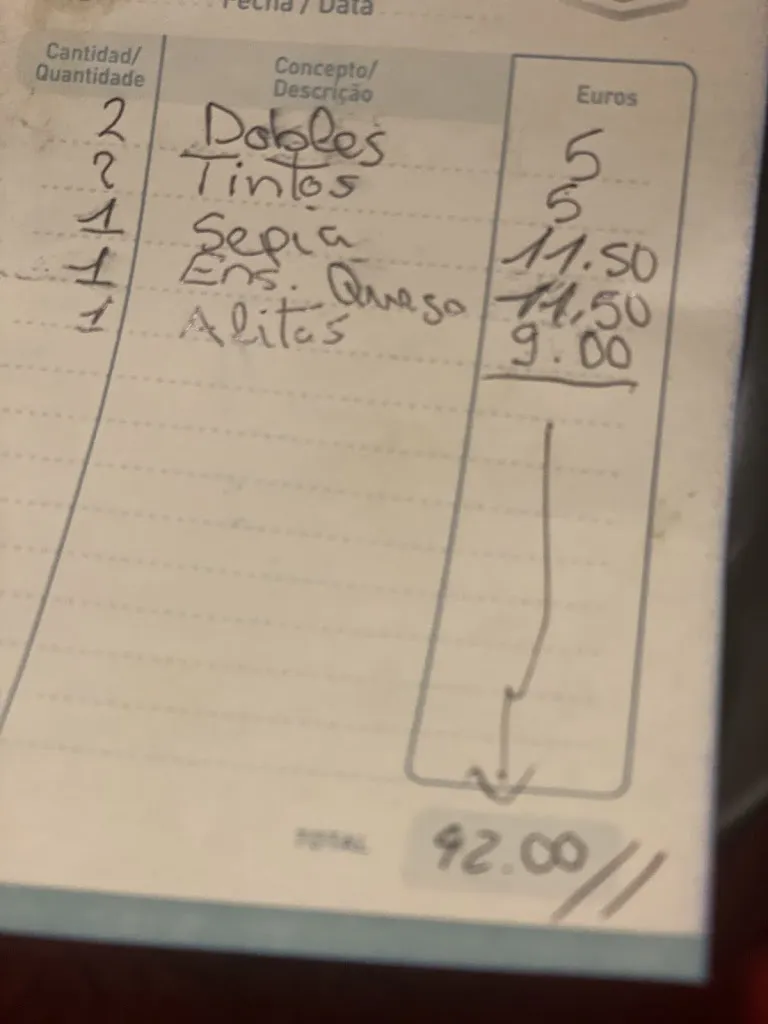 Fecha / Data
Cantidad/ Quantidade
Concepto/ Descrição
Euros
2 Dobles 5
2 Tintos 5
1 Sepia 11.50
1 Ens. Queso 11,50
1 Alitas 9.00
TOTAL 42.00//